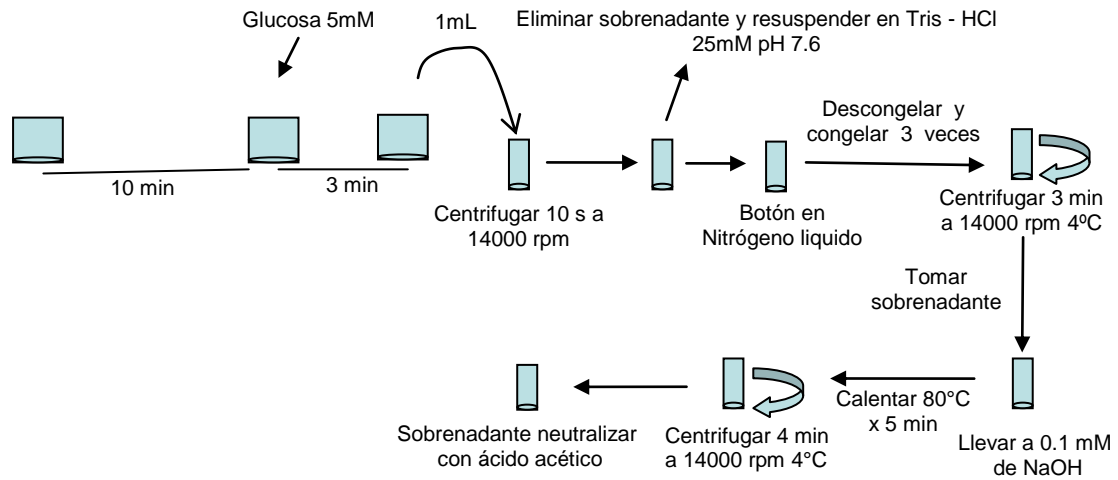 Glucosa 5mM
1mL
Eliminar sobrenadante y resuspender en Tris - HCl
25mM pH 7.6
10 min
3 min
Centrifugar 10 s a
14000 rpm
Botón en
Nitrógeno liquido
Descongelar y
congelar 3 veces
Centrifugar 3 min
a 14000 rpm 4ºC
Tomar
sobrenadante
Llevar a 0.1 mM
de NaOH
Calentar 80°C
x 5 min
Centrifugar 4 min
a 14000 rpm 4°C
Sobrenadante neutralizar
con ácido acético